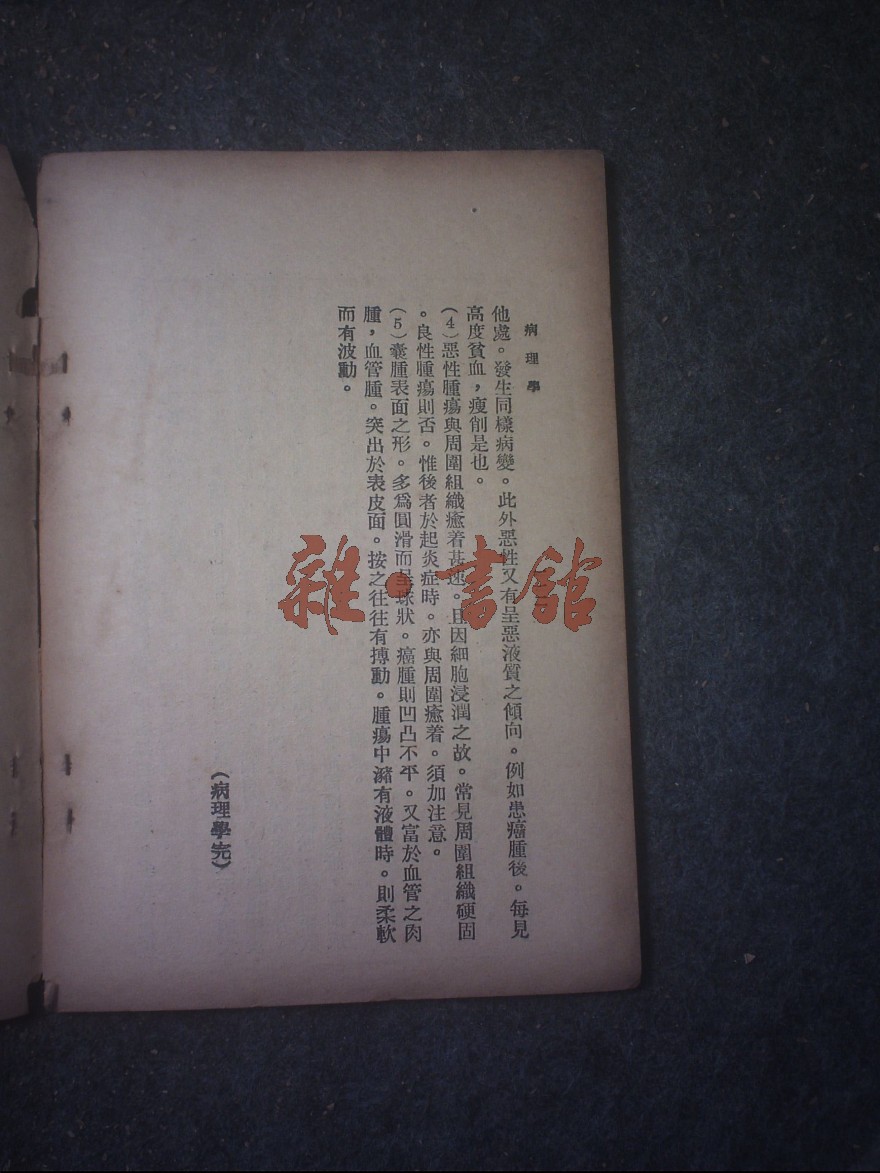 病理學
他處。發生同樣病變。此外惡性又有呈惡液質之傾向。例如患癌腫後。每見
高度貧血，瘦削是也。
(4)惡性腫瘍與周圍組織癒着甚速。且因細胞浸潤之故。常見周圍組織硬固
。良性腫瘍則否。惟後者於起炎症時。亦與周圍癒着。須加注意。
(5)囊腫表面之形。多爲圓滑而呈球狀。癌腫則凹凸不平。又富於血管之肉
腫，血管腫。突出於表皮面。按之往往有搏動。腫瘍中瀦有液體時。則柔軟
而有波動。
(病理學完)
雜·書館